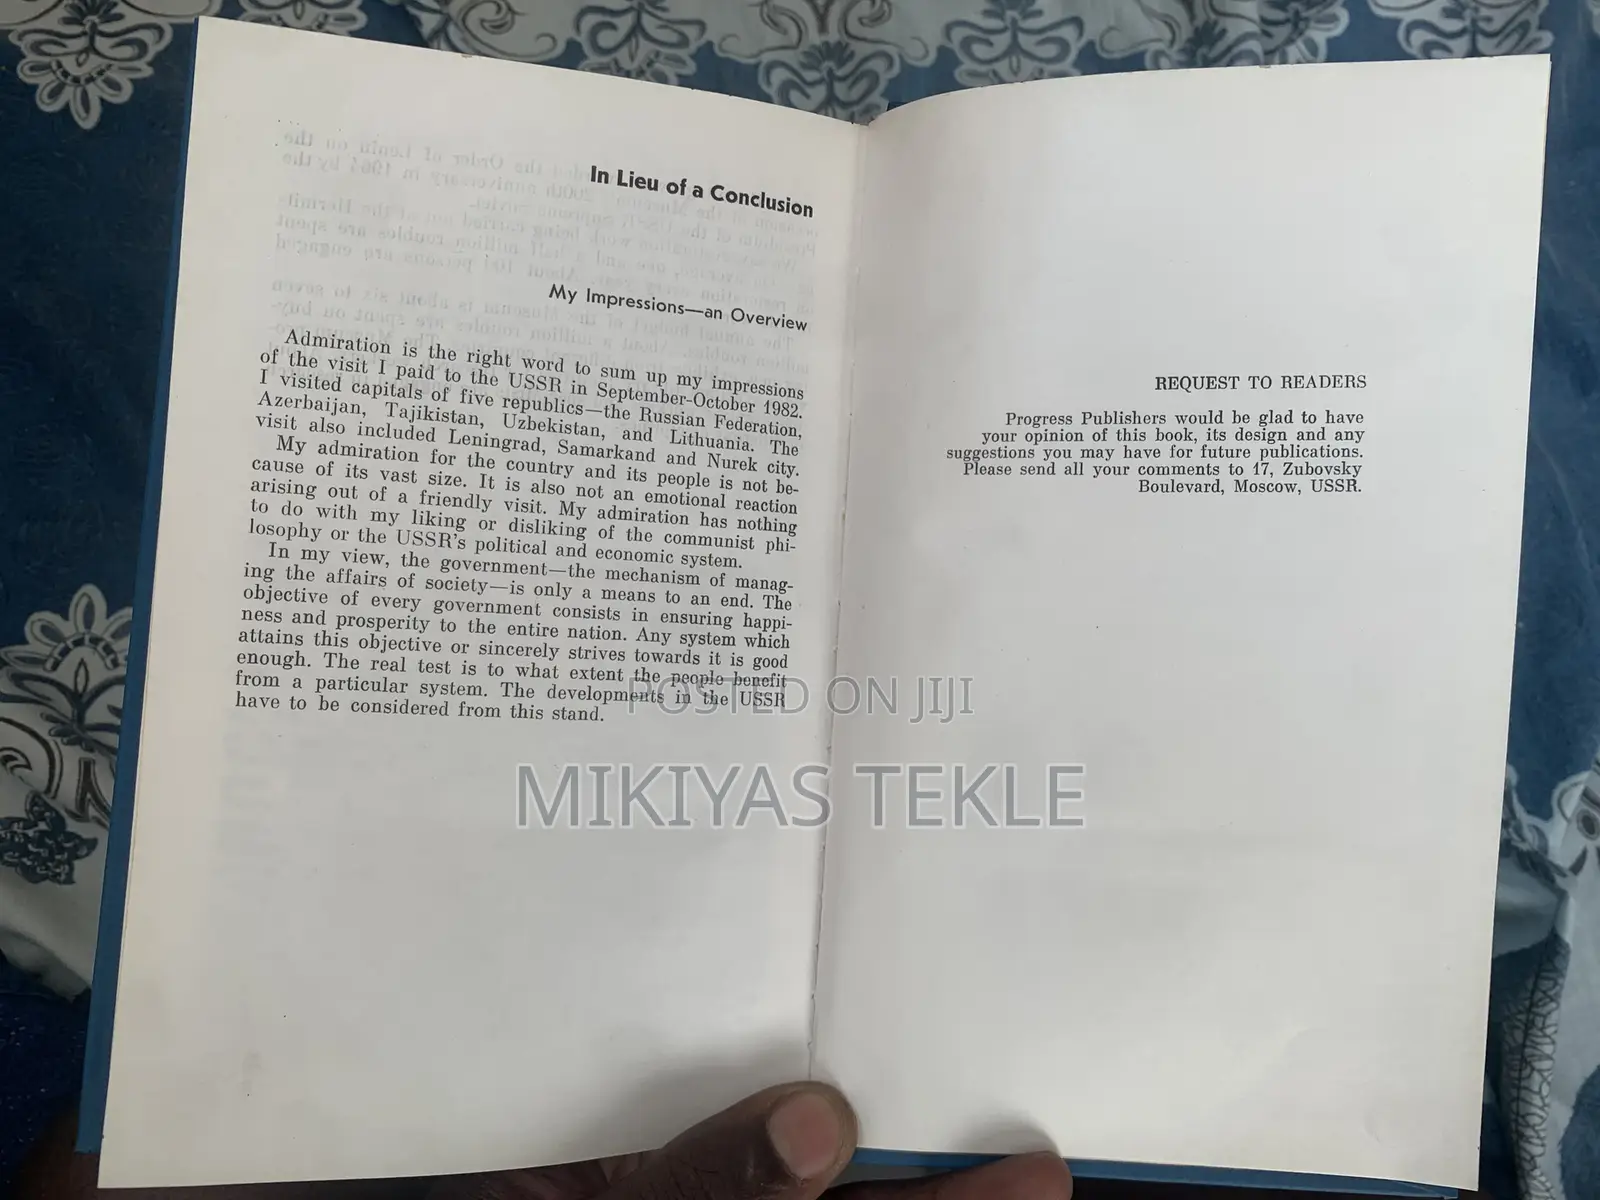 In Lieu of a Conclusion
My Impressions—an Overview
Admiration is the right word to sum up my impressions
of the visit I paid to the USSR in September-October 1982.
I visited capitals of five republics—the Russian Federation,
Azerbaijan, Tajikistan, Uzbekistan, and Lithuania. The
visit also included Leningrad, Samarkand and Nurek city.
My admiration for the country and its people is not be-
cause of its vast size. It is also not an emotional reaction
arising out of a friendly visit. My admiration has nothing
to do with my liking or disliking of the communist phi-
losophy or the USSR's political and economic system.
In my view, the government—the mechanism of manag-
ing the affairs of society—is only a means to an end. The
objective of every government consists in ensuring happi-
ness and prosperity to the entire nation. Any system which
attains this objective or sincerely strives towards it is good
enough. The real test is to what extent the people benefit
from a particular system. The developments in the USSR
have to be considered from this stand.
REQUEST TO READERS
Progress Publishers would be glad to have
your opinion of this book, its design and any
suggestions you may have for future publications.
Please send all your comments to 17, Zubovsky
Boulevard, Moscow, USSR.
POSTED ON JIJI
MIKIYAS TEKLE